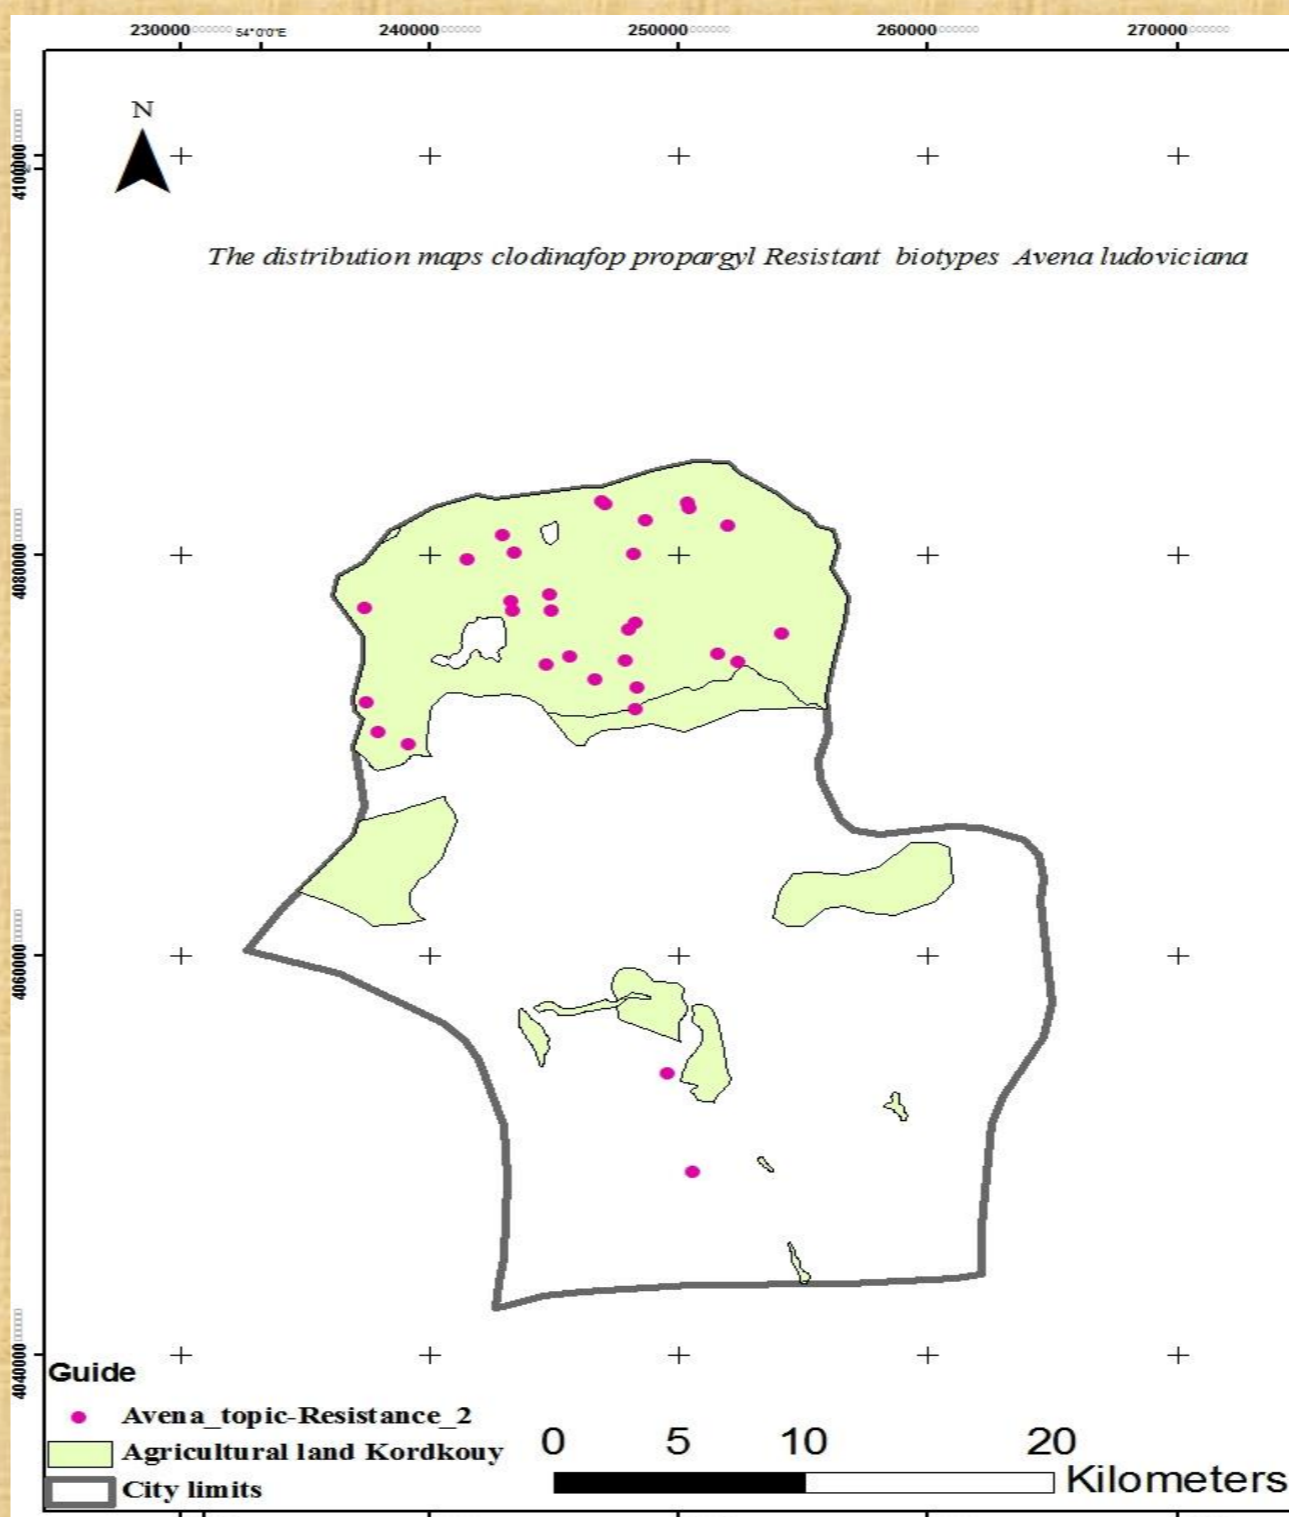 230000 54°0'0"E 240000 250000 260000 270000
N
4100000
The distribution maps clodinafop propargyl Resistant biotypes Avena ludoviciana
4080000
4060000
4040000
Guide
Avena_topic-Resistance_2
Agricultural land Kordkouy
City limits
0 5 10 20
Kilometers